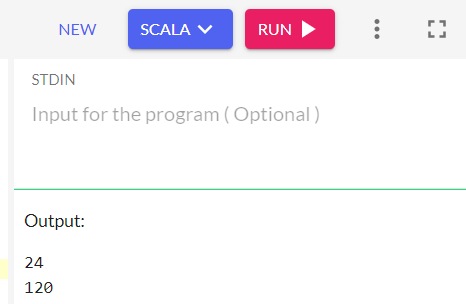 NEW SCALA RUN
STDIN
Input for the program ( Optional )
Output:
24
120